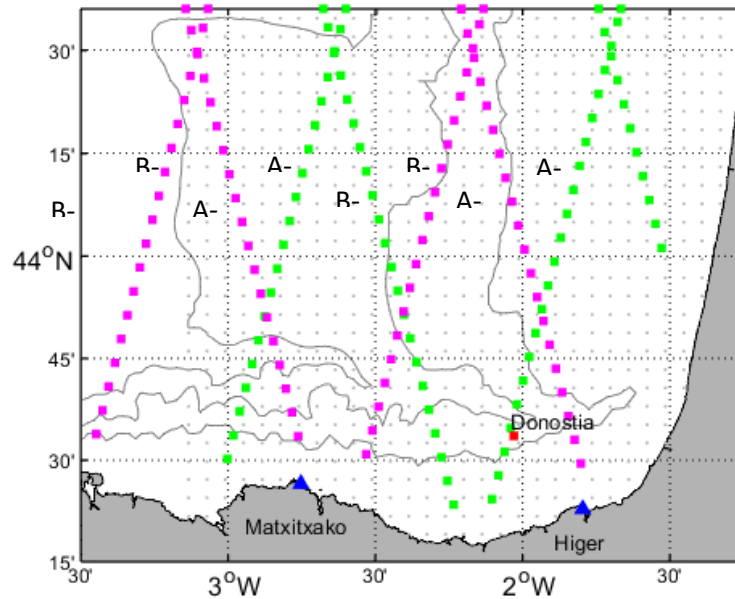 30'
15'
R-
A-
R-
A-
R-
A-
R-
A-
44°N
45'
Donostia
30'
Matxitxako
Higer
15'
30'
3°W
30'
2°W
30'